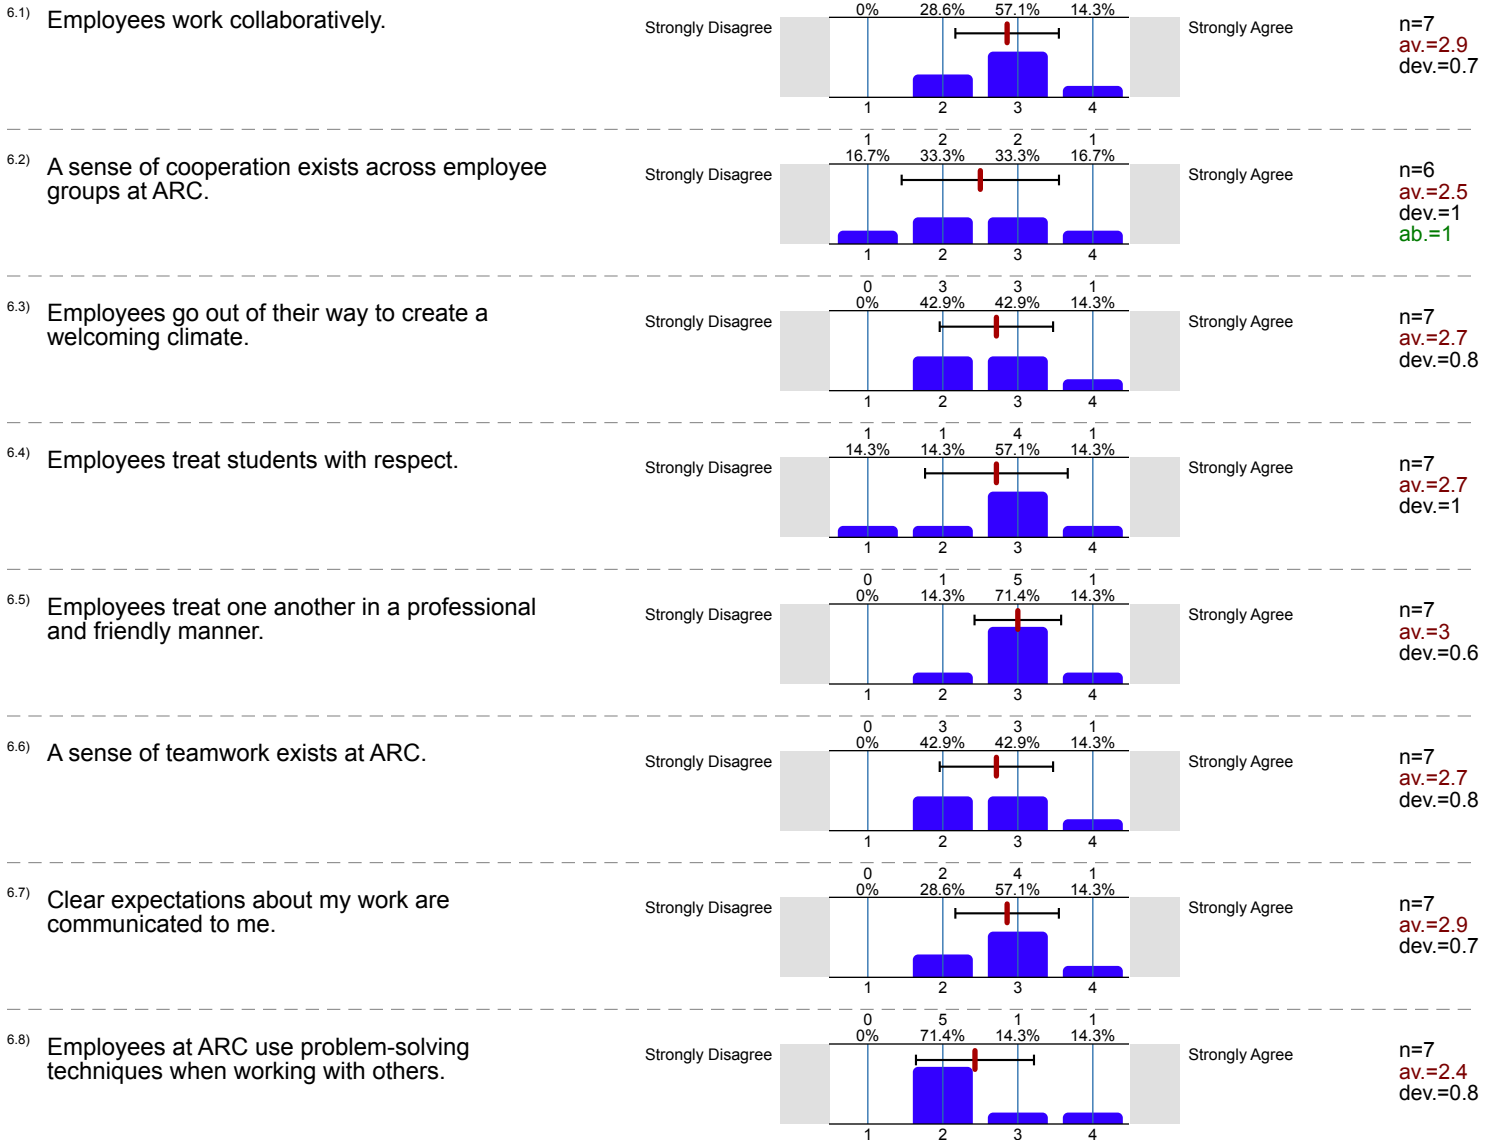 6.1) Employees work collaboratively.
Strongly Disagree
0% 28.6% 57.1% 14.3%
1 2 3 4
Strongly Agree
n=7
av.=2.9
dev.=0.7
6.2) A sense of cooperation exists across employee
groups at ARC.
Strongly Disagree
1 2 2 1
16.7% 33.3% 33.3% 16.7%
1 2 3 4
Strongly Agree
n=6
av.=2.5
dev.=1
ab.=1
6.3) Employees go out of their way to create a
welcoming climate.
Strongly Disagree
0 3 3 1
0% 42.9% 42.9% 14.3%
1 2 3 4
Strongly Agree
n=7
av.=2.7
dev.=0.8
6.4) Employees treat students with respect.
Strongly Disagree
1 1 4 1
14.3% 14.3% 57.1% 14.3%
1 2 3 4
Strongly Agree
n=7
av.=2.7
dev.=1
6.5) Employees treat one another in a professional
and friendly manner.
Strongly Disagree
0 1 5 1
0% 14.3% 71.4% 14.3%
1 2 3 4
Strongly Agree
n=7
av.=3
dev.=0.6
6.6) A sense of teamwork exists at ARC.
Strongly Disagree
0 3 3 1
0% 42.9% 42.9% 14.3%
1 2 3 4
Strongly Agree
n=7
av.=2.7
dev.=0.8
6.7) Clear expectations about my work are
communicated to me.
Strongly Disagree
0 2 4 1
0% 28.6% 57.1% 14.3%
1 2 3 4
Strongly Agree
n=7
av.=2.9
dev.=0.7
6.8) Employees at ARC use problem-solving
techniques when working with others.
Strongly Disagree
0 5 1 1
0% 71.4% 14.3% 14.3%
1 2 3 4
Strongly Agree
n=7
av.=2.4
dev.=0.8